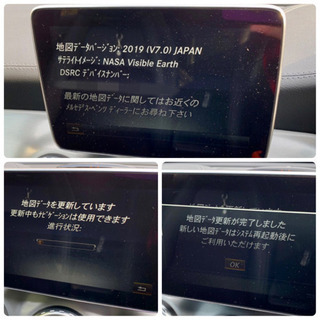 地図データバージョン: 2019 (V7.0) JAPAN
サテライトイメージ: NASA Visible Earth
DSRC デバイスナンバー:
最新の地図データに関してはお近くの
メルセデス・ベンツ ディーラーにお尋ね下さい
地図データを更新しています
更新中もナビゲーションは使用できます
進行状況:
地図データ更新が完了しました
新しい地図データはシステム再起動後に
ご利用いただけます
OK